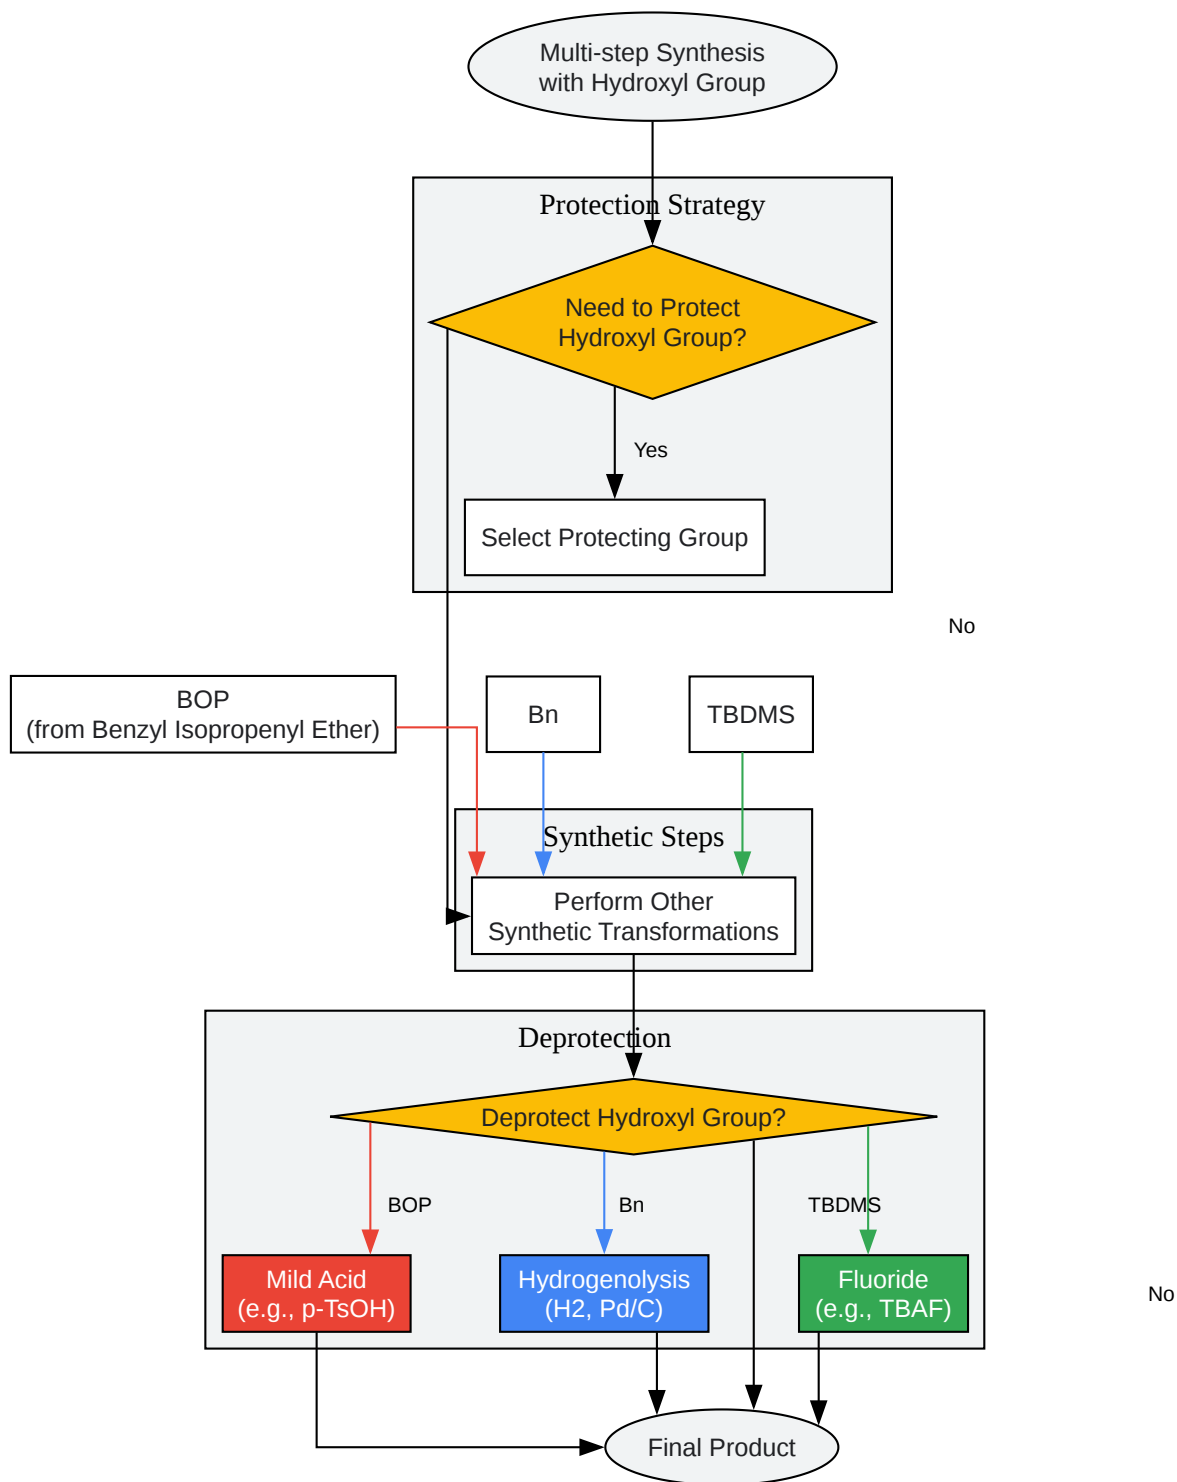 Multi-step Synthesis
with Hydroxyl Group
Protection Strategy
Need to Protect
Hydroxyl Group?
Yes
Select Protecting Group
No
BOP
(from Benzyl Isopropenyl Ether)
Bn
TBDMS
Synthetic Steps
Perform Other
Synthetic Transformations
Deprotection
Deprotect Hydroxyl Group?
BOP
Bn
TBDMS
Mild Acid
(e.g., p-TsOH)
Hydrogenolysis
(H2, Pd/C)
Fluoride
(e.g., TBAF)
No
Final Product